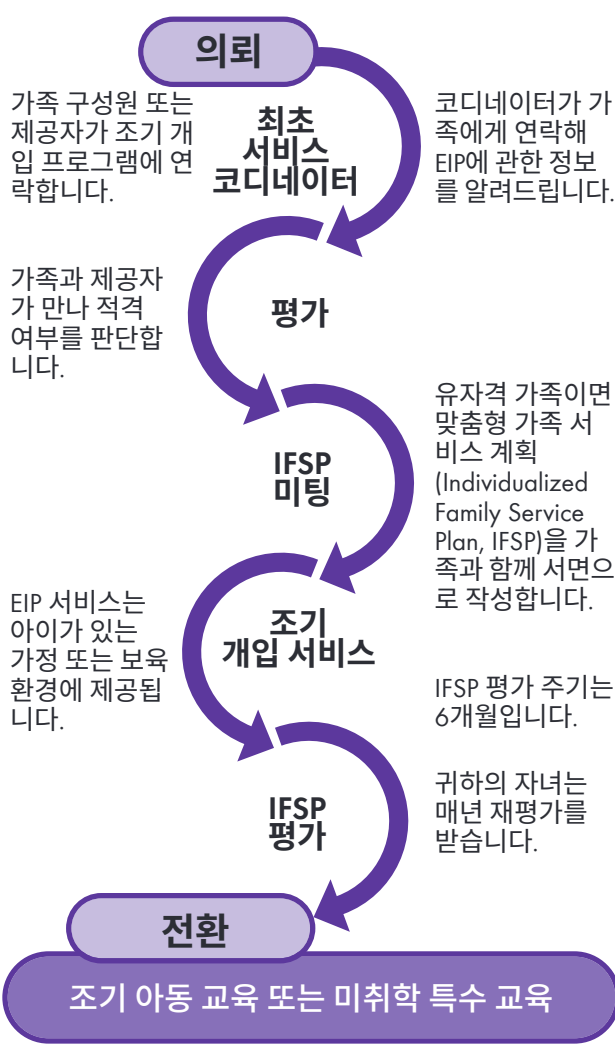 의뢰
가족 구성원 또는
제공자가 조기 개
입 프로그램에 연
락합니다.
최초
서비스
코디네이터
코디네이터가 가
족에게 연락해
EIP에 관한 정보
를 알려드립니다.
가족과 제공자
가 만나 적격
여부를 판단합
니다.
평가
IFSP
미팅
유자격 가족이면
맞춤형 가족 서
비스 계획
(Individualized
Family Service
Plan, IFSP)을 가
족과 함께 서면으
로 작성합니다.
EIP 서비스는
아이가 있는
가정 또는 보육
환경에 제공됩
니다.
조기
개입 서비스
IFSP 평가 주기는
6개월입니다.
귀하의 자녀는
매년 재평가를
받습니다.
IFSP
평가
전환
조기 아동 교육 또는 미취학 특수 교육